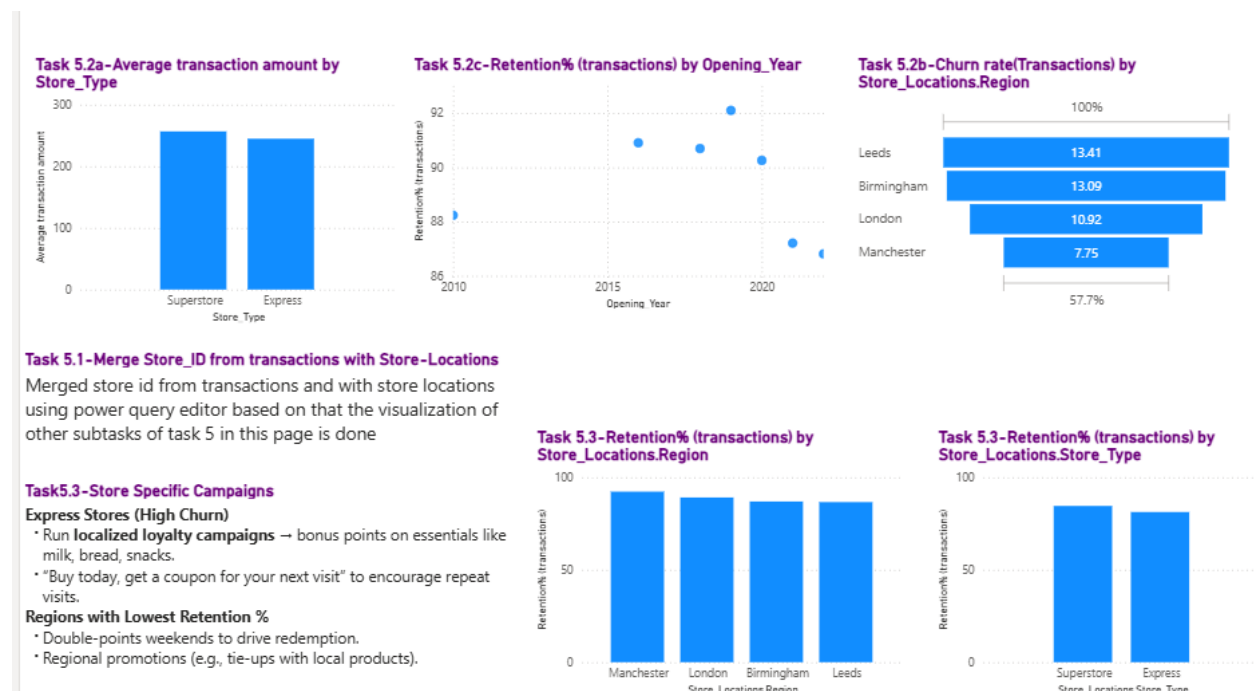 Task 5.2a-Average transaction amount by
Store_Type
300
200
100
0
Average transaction amount
Superstore
Express
Store_Type
Task 5.2c-Retention% (transactions) by Opening_Year
92
90
88
86
Retention% (transactions)
2010
2015
2020
Opening_Year
Task 5.2b-Churn rate(Transactions) by
Store_Locations.Region
100%
Leeds 13.41
Birmingham 13.09
London 10.92
Manchester 7.75
57.7%
Task 5.1-Merge Store_ID from transactions with Store-Locations
Merged store id from transactions and with store locations
using power query editor based on that the visualization of
other subtasks of task 5 in this page is done
Task5.3-Store Specific Campaigns
Express Stores (High Churn)
• Run localized loyalty campaigns → bonus points on essentials like
milk, bread, snacks.
• "Buy today, get a coupon for your next visit" to encourage repeat
visits.
Regions with Lowest Retention %
• Double-points weekends to drive redemption.
• Regional promotions (e.g., tie-ups with local products).
Task 5.3-Retention% (transactions) by
Store_Locations.Region
100
50
0
Retention% (transactions)
Manchester
London
Birmingham
Leeds
Store_Locations.Region
Task 5.3-Retention% (transactions) by
Store_Locations.Store_Type
100
50
0
Retention% (transactions)
Superstore
Express
Store_Locations.Store_Type